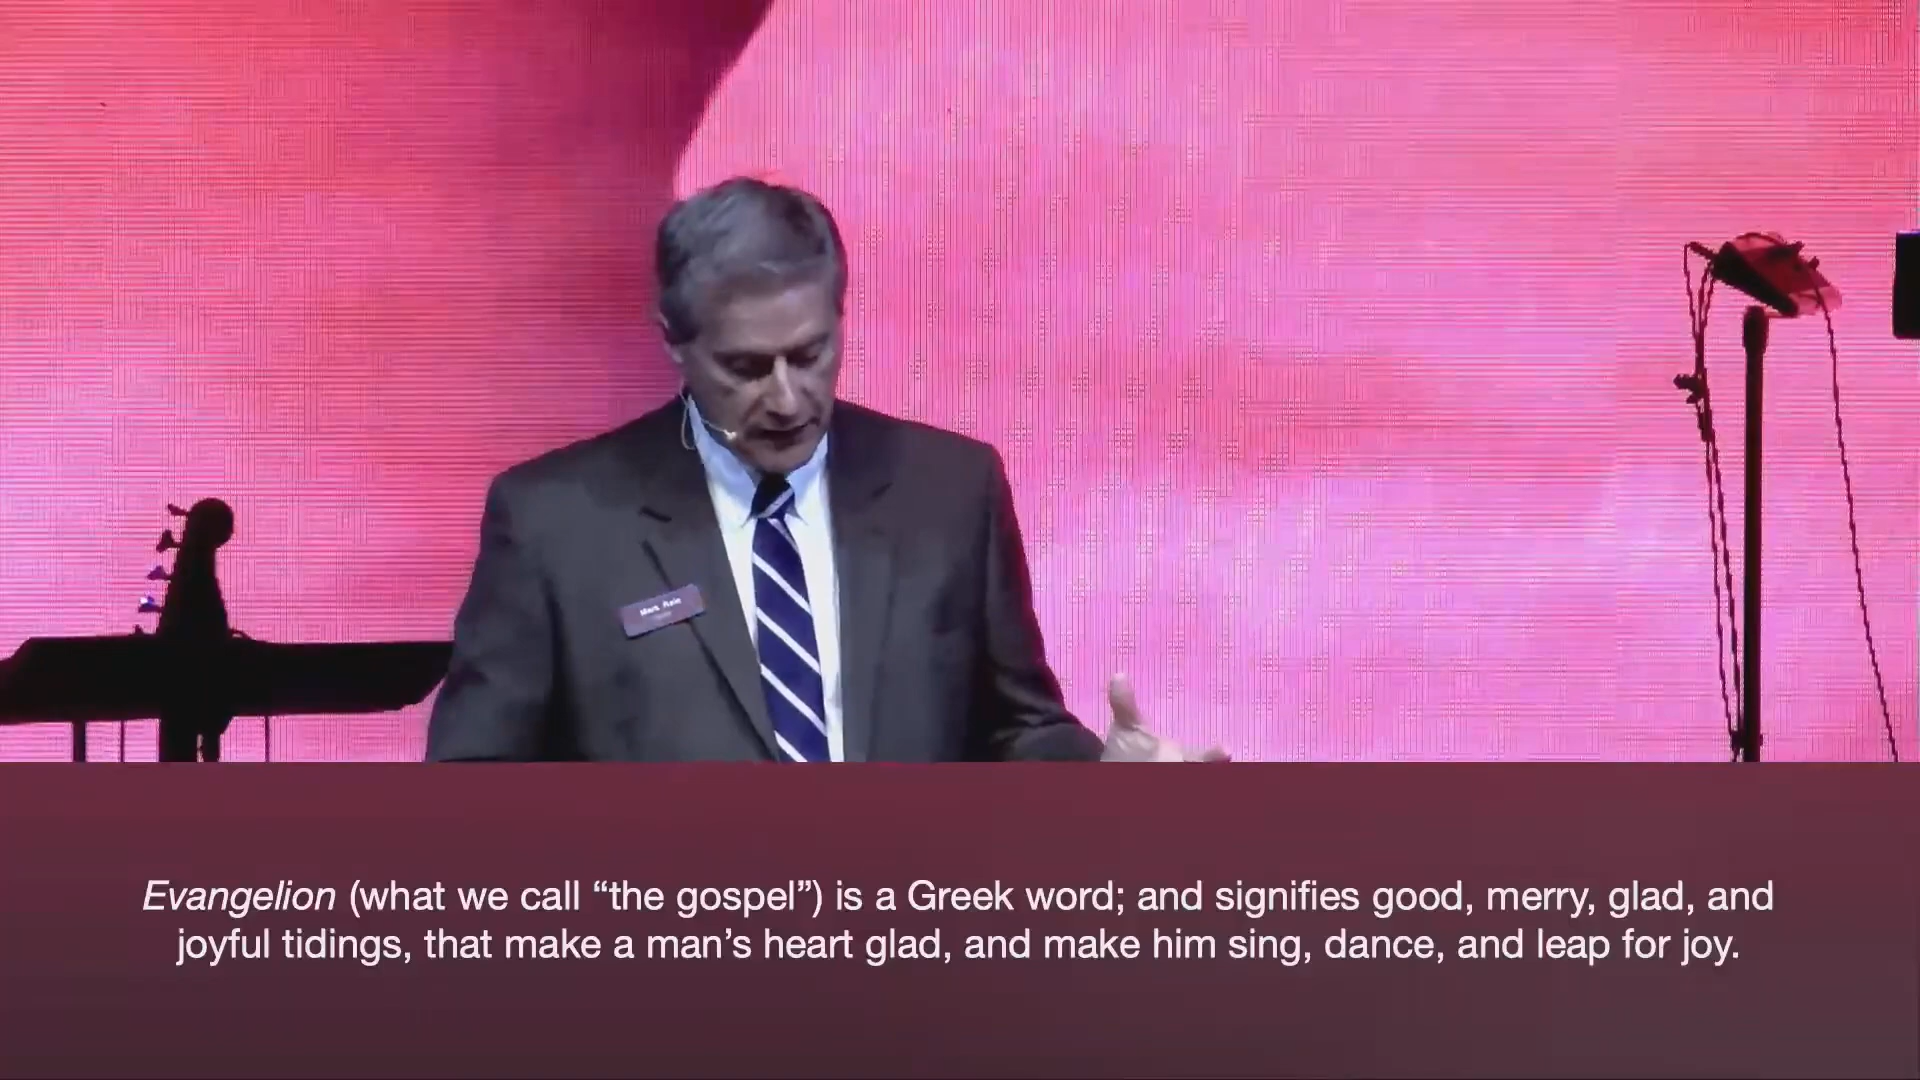 Mark
Evangelion (what we call “the gospel”) is a Greek word; and signifies good, merry, glad, and
joyful tidings, that make a man’s heart glad, and make him sing, dance, and leap for joy.